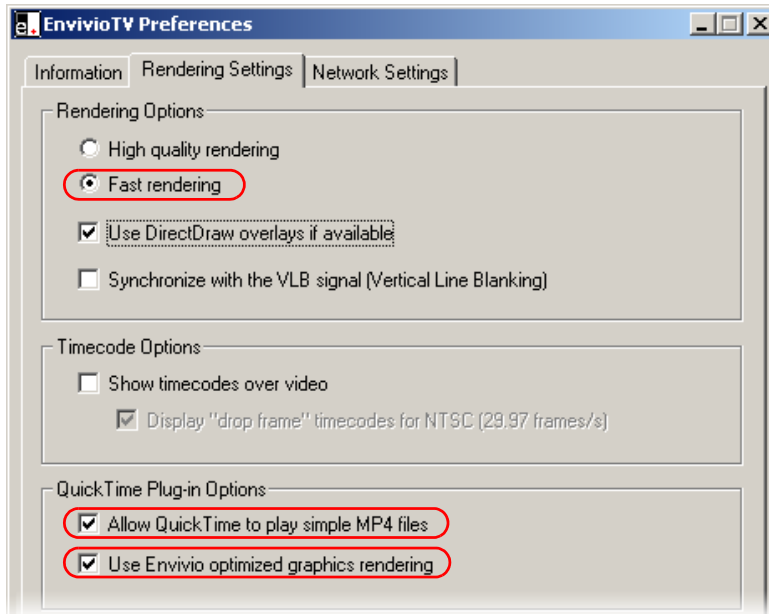 e. EnvivioTV Preferences
Information Rendering Settings Network Settings
Rendering Options
High quality rendering
Fast rendering
Use DirectDraw overlays if available
Synchronize with the VLB signal (Vertical Line Blanking)
Timecode Options
Show timecodes over video
Display "drop frame" timecodes for NTSC (29.97 frames/s)
QuickTime Plug-in Options
Allow QuickTime to play simple MP4 files
Use Envivio optimized graphics rendering